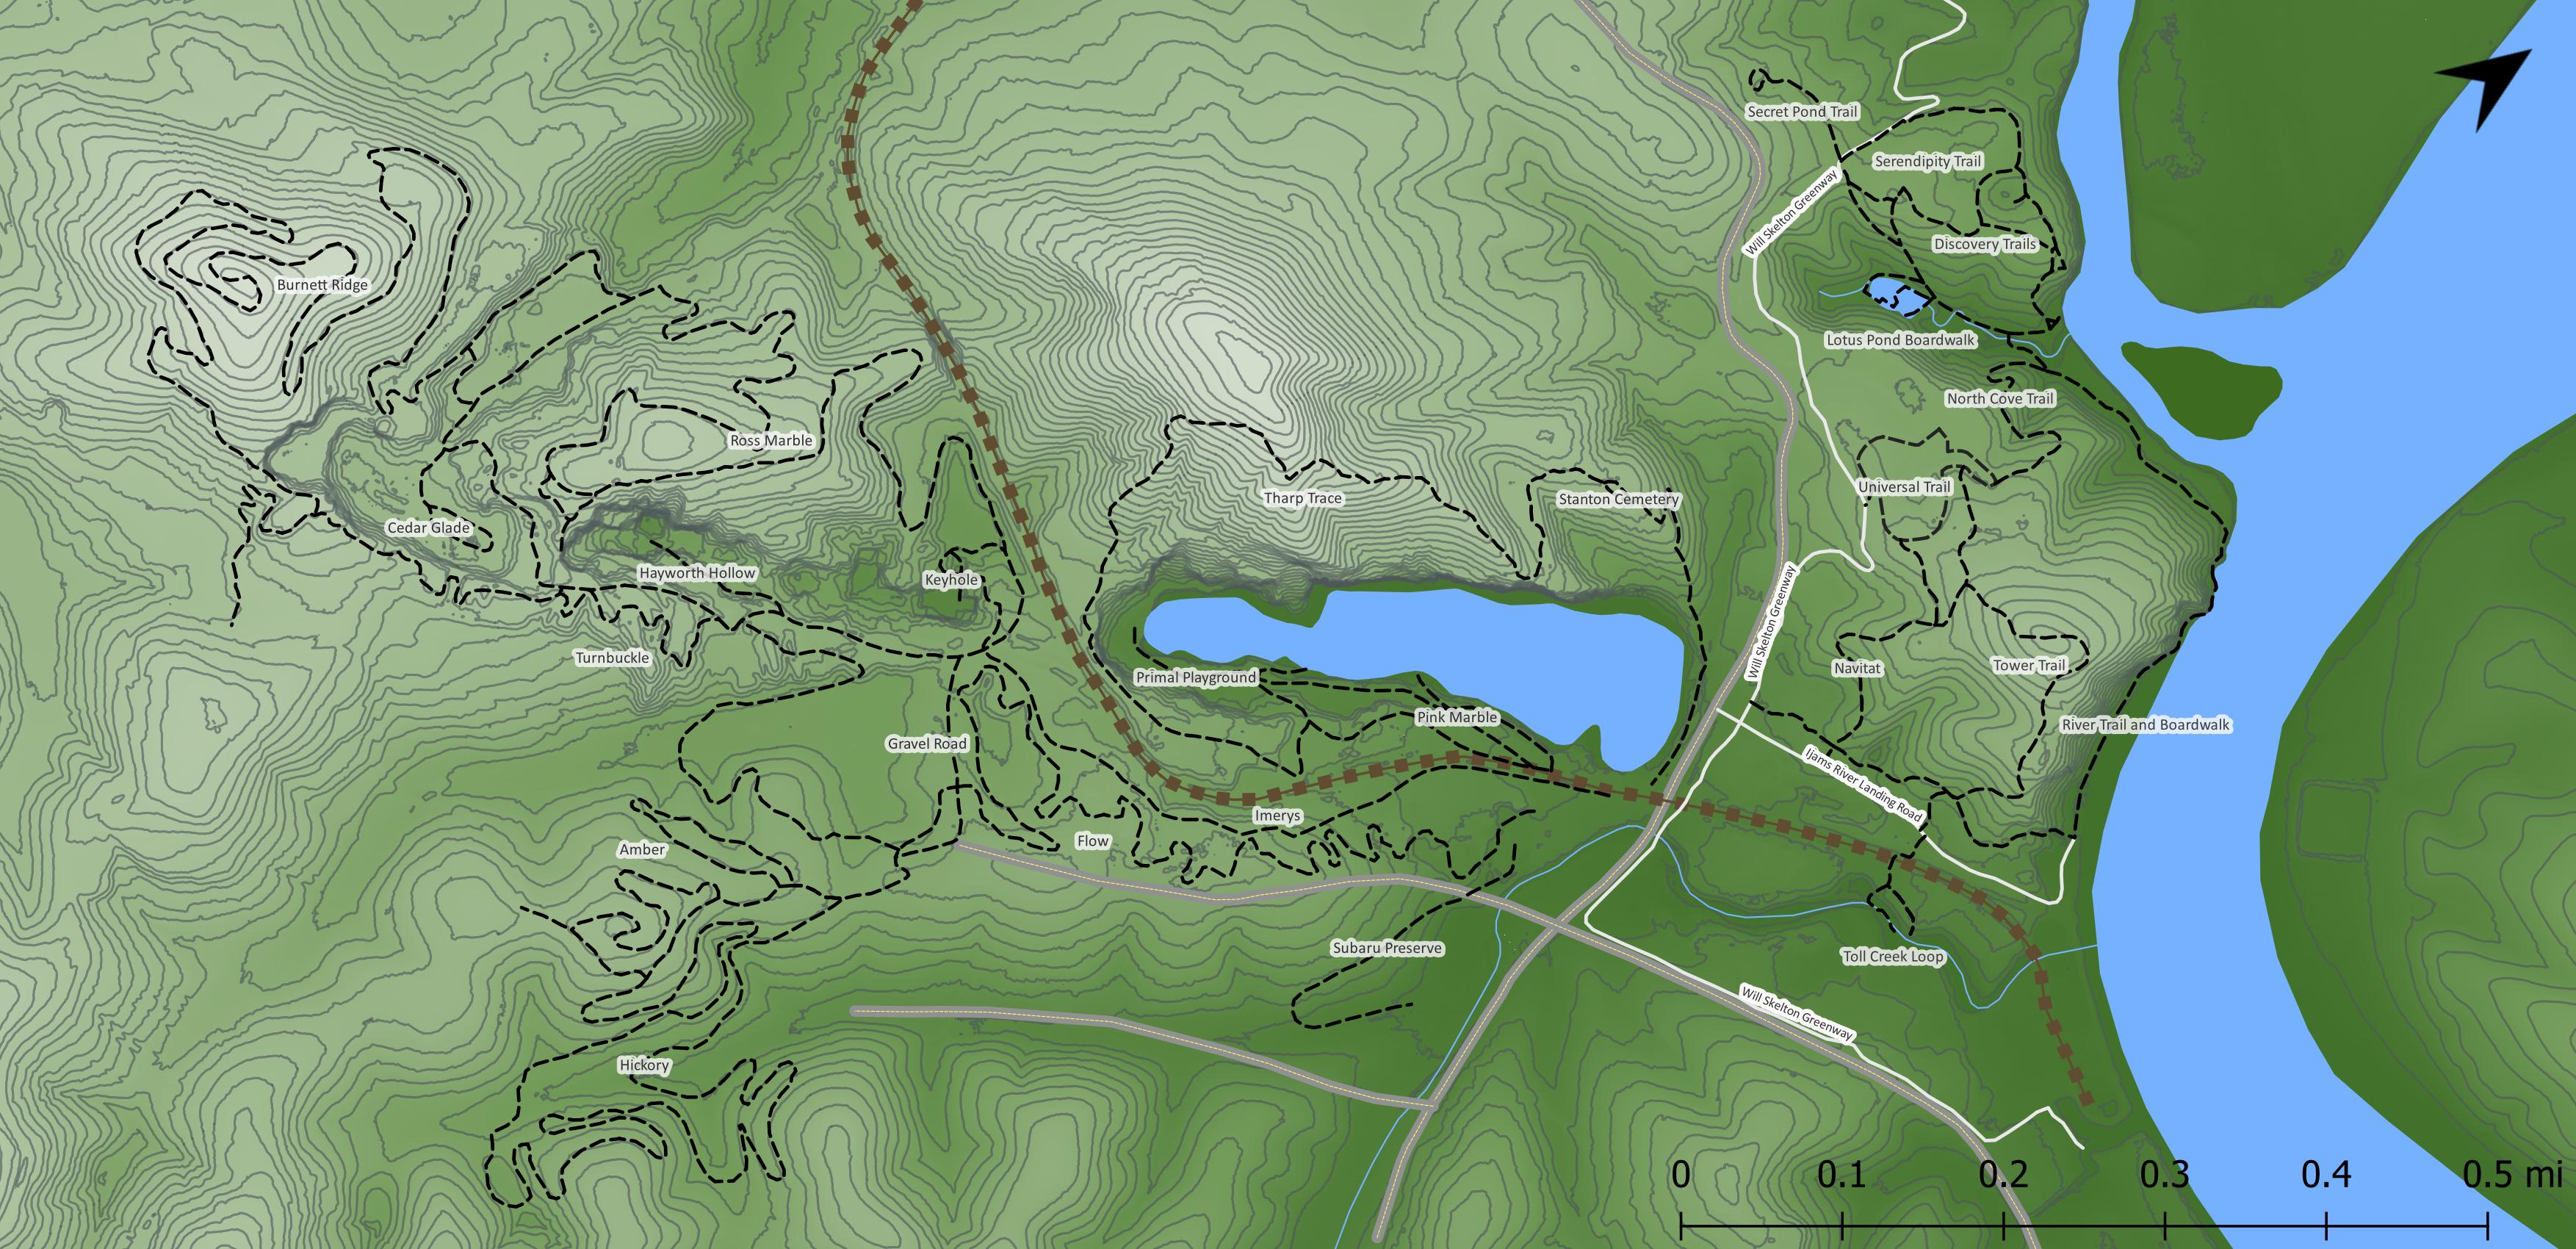 Secret Pond Trail
Serendipity Trail
Will Skelton Greenway
Discovery Trails
Burnett Ridge
Lotus Pond Boardwalk
North Cove Trail
Ross Marble
Universal Trail
Tharp Trace
Stanton Cemetery
Cedar Glade
Hayworth Hollow
Keyhole
Will Skelton Greenway
Turnbuckle
Navitat
Tower Trail
Primal Playground
Pink Marble
River Trail and Boardwalk
Gravel Road
Ijams River Landing Road
Imerys
Flow
Amber
Subaru Preserve
Toll Creek Loop
Will Skelton Greenway
Hickory
0 0.1 0.2 0.3 0.4 0.5 mi